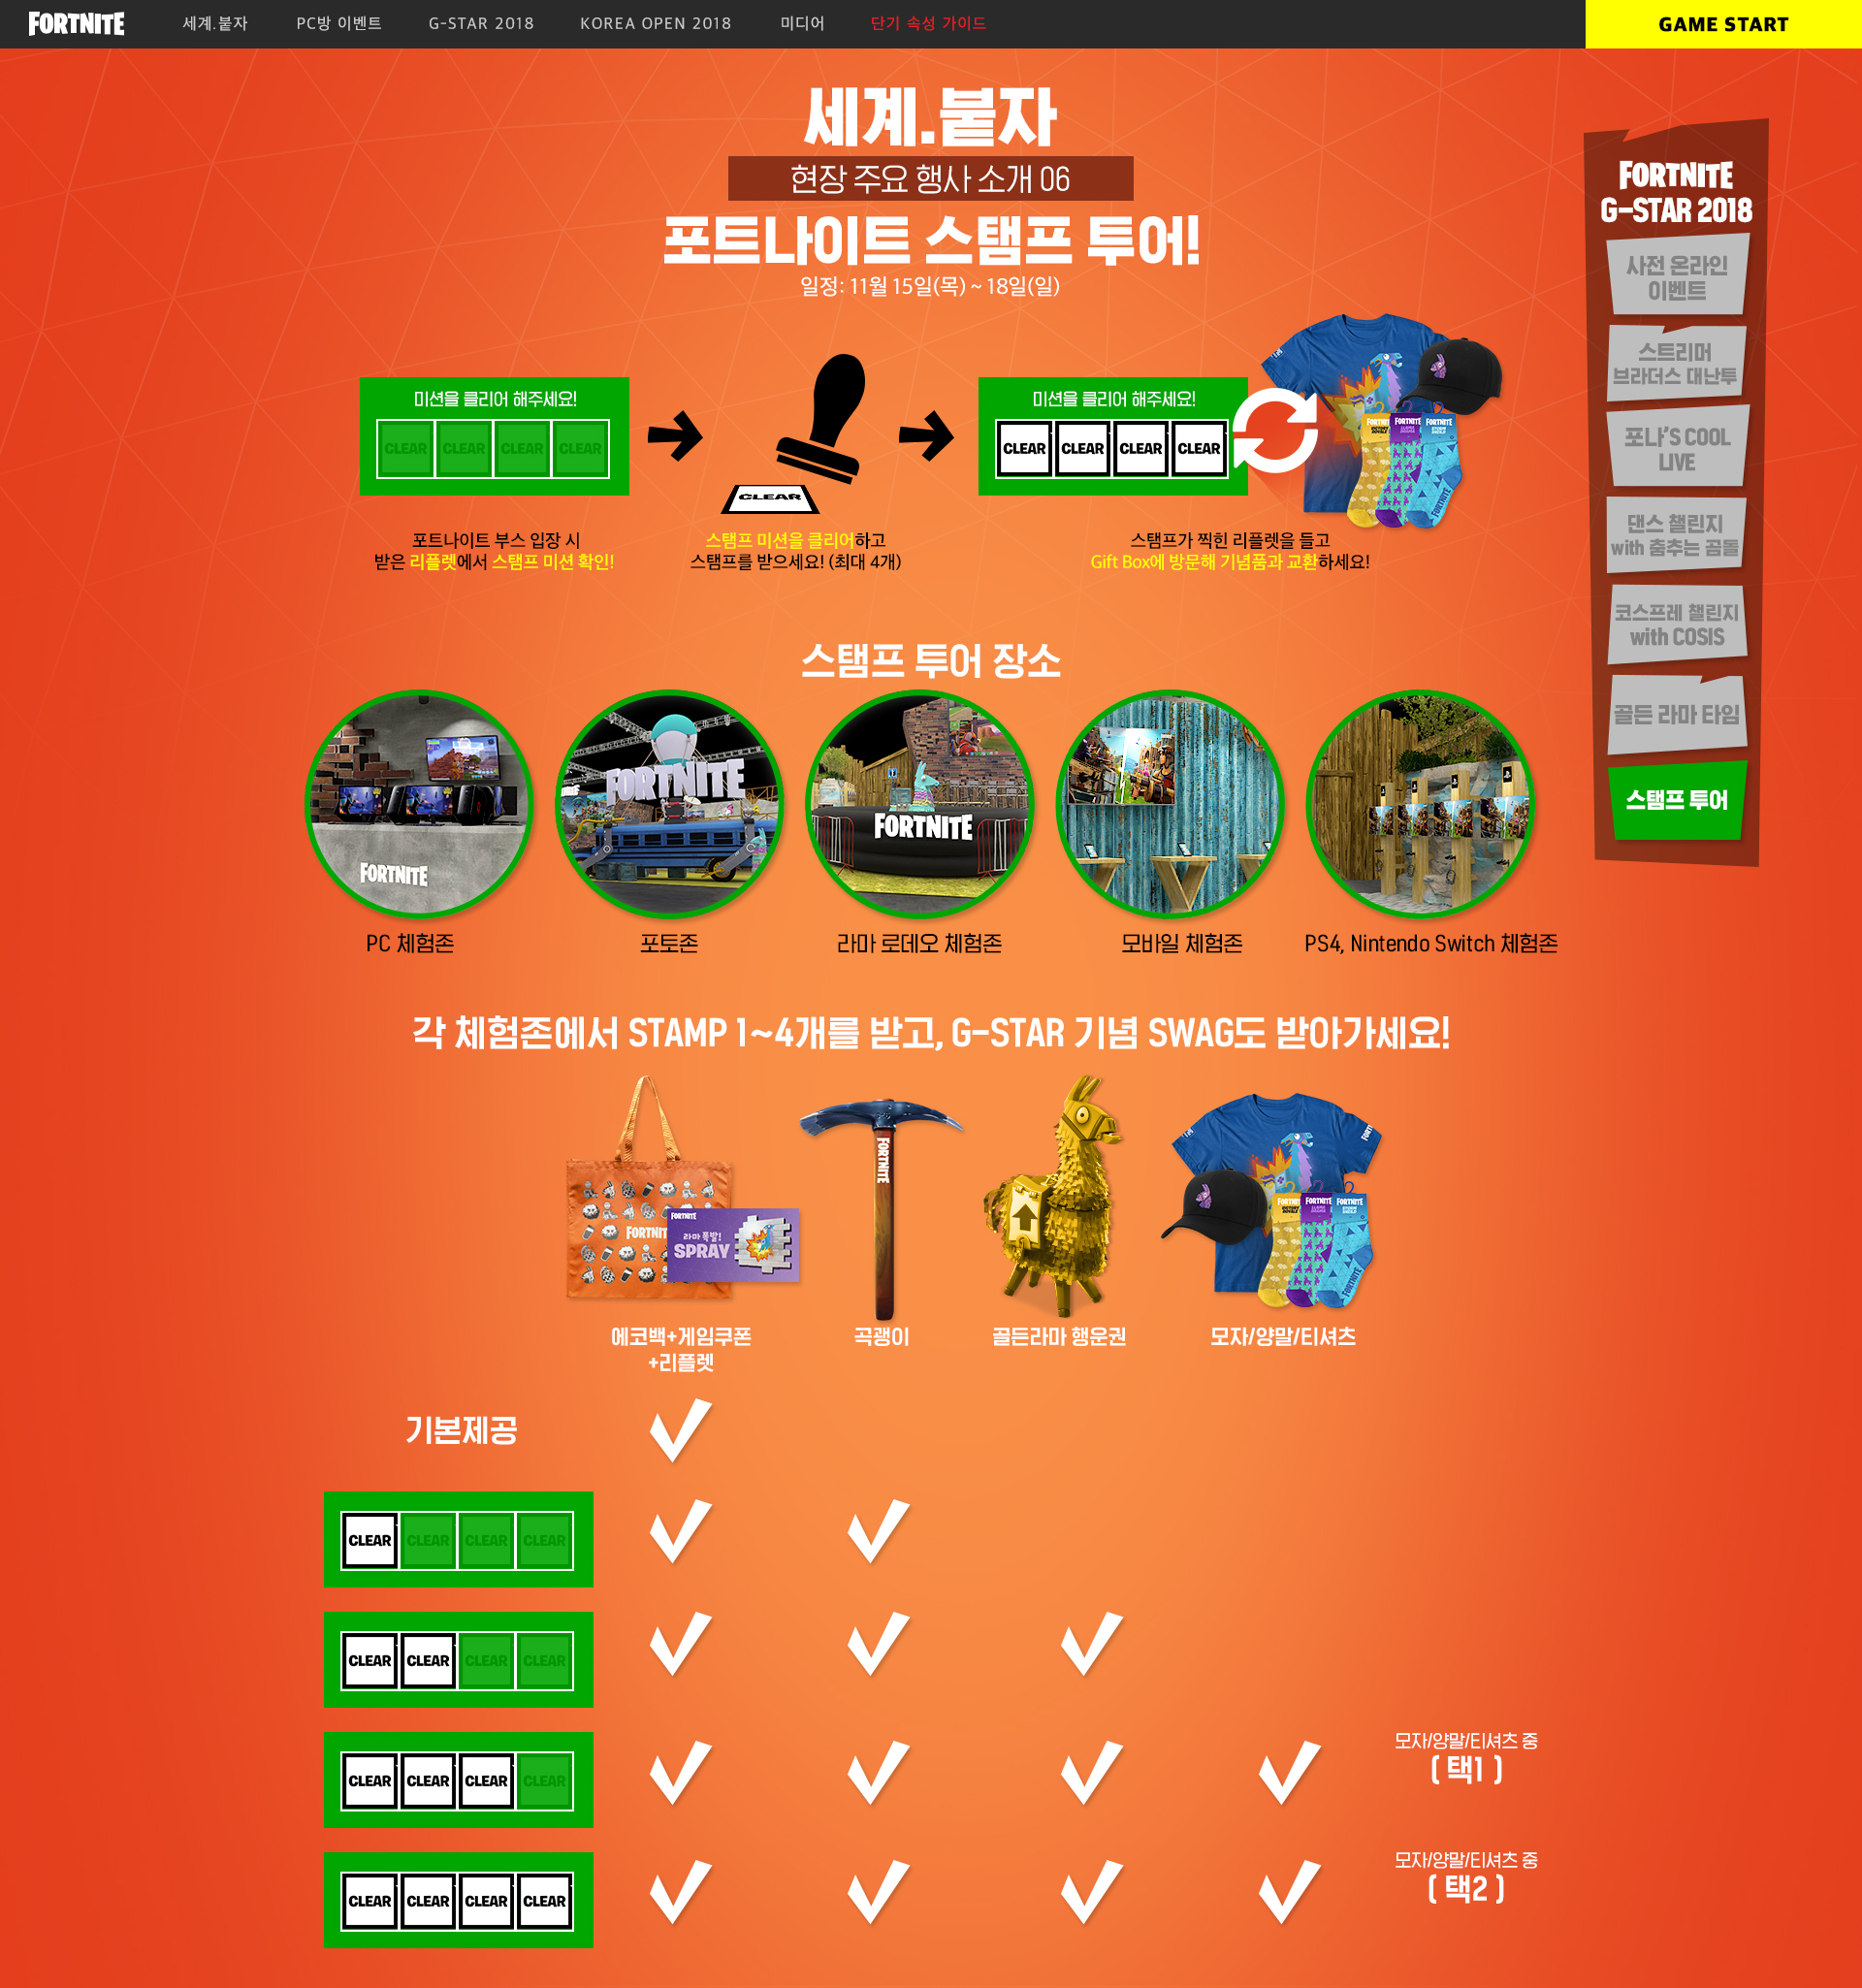 FORTNITE
세계.붙자
PC방 이벤트
G-STAR 2018
KOREA OPEN 2018
미디어
단기 속성 가이드
GAME START
세계.붙자
현장 주요 행사 소개 06
포트나이트 스탬프 투어!
일정: 11월 15일(목) ~ 18일(일)
FORTNITE
G-STAR 2018
사전 온라인
이벤트
스트리머
브라더스 대난투
포나'S COOL
LIVE
댄스 챌린지
with 춤추는 곰돌
코스프레 챌린지
with COSIS
골든 라마 타임
스탬프 투어
미션을 클리어 해주세요!
CLEAR CLEAR CLEAR CLEAR
CLEAR
미션을 클리어 해주세요!
CLEAR CLEAR CLEAR CLEAR
포트나이트 부스 입장 시
받은 리플렛에서 스탬프 미션 확인!
스탬프 미션을 클리어하고
스탬프를 받으세요! (최대 4개)
스탬프가 찍힌 리플렛을 들고
Gift Box에 방문해 기념품과 교환하세요!
스탬프 투어 장소
FORTNITE
FORTNITE
FORTNITE
PC 체험존
포토존
라마 로데오 체험존
모바일 체험존
PS4, Nintendo Switch 체험존
각 체험존에서 STAMP 1~4개를 받고, G-STAR 기념 SWAG도 받아가세요!
FORTNITE
라마 폭발!
SPRAY
FORTNITE
에코백+게임쿠폰
+리플렛
곡괭이
골든라마 행운권
모자/양말/티셔츠
기본제공
CLEAR CLEAR CLEAR CLEAR
CLEAR CLEAR CLEAR CLEAR
CLEAR CLEAR CLEAR CLEAR
모자/양말/티셔츠 중
( 택1 )
CLEAR CLEAR CLEAR CLEAR
모자/양말/티셔츠 중
( 택2 )